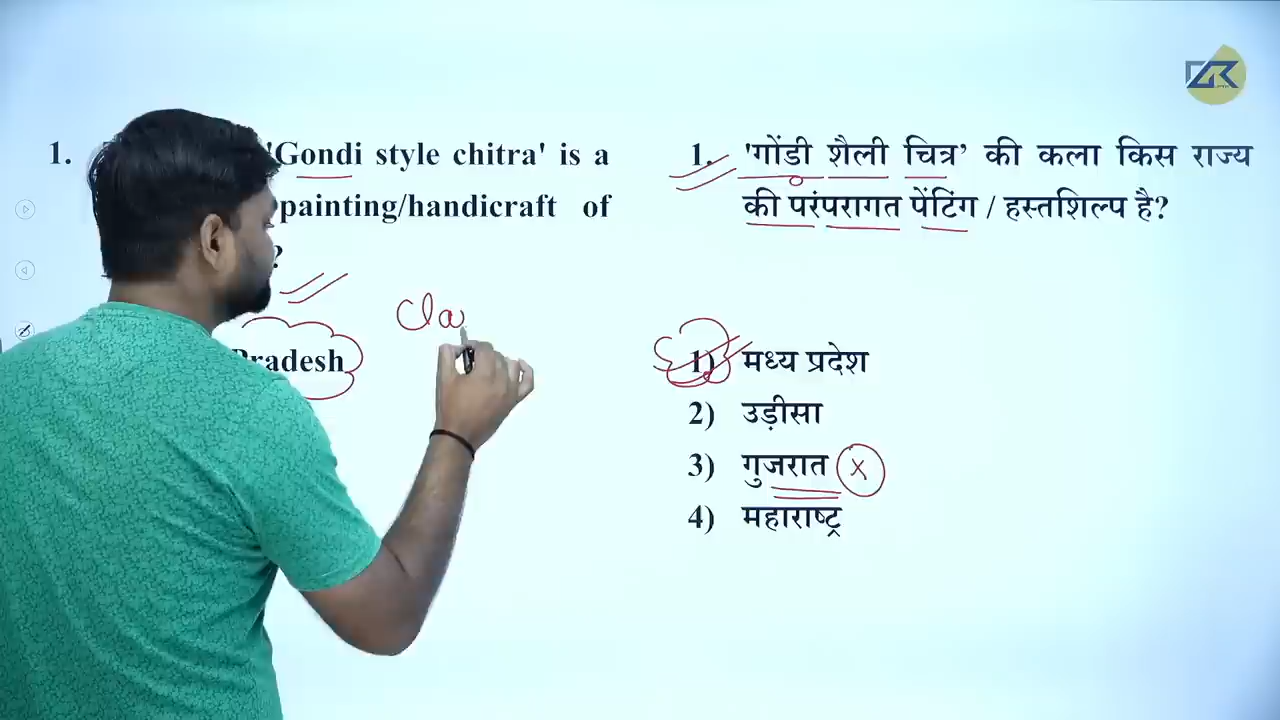 1. 'Gondi style chitra' is a
painting/handicraft of
?
Pradesh
Cla
1. 'गोंडी शैली चित्र’ की कला किस राज्य
की परंपरागत पेंटिंग / हस्तशिल्प है?
1) मध्य प्रदेश
2) उड़ीसा
3) गुजरात
4) महाराष्ट्र